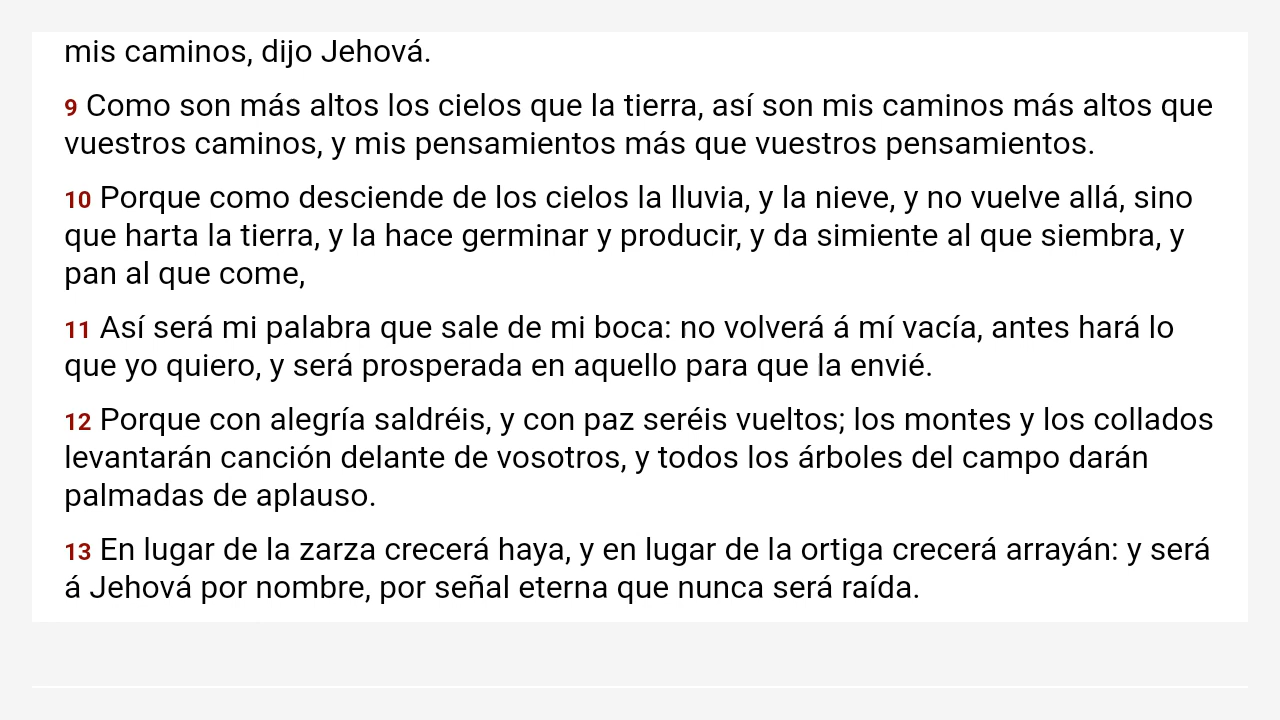 mis caminos, dijo Jehová.
9 Como son más altos los cielos que la tierra, así son mis caminos más altos que
vuestros caminos, y mis pensamientos más que vuestros pensamientos.
10 Porque como desciende de los cielos la lluvia, y la nieve, y no vuelve allá, sino
que harta la tierra, y la hace germinar y producir, y da simiente al que siembra, y
pan al que come,
11 Así será mi palabra que sale de mi boca: no volverá á mí vacía, antes hará lo
que yo quiero, y será prosperada en aquello para que la envié.
12 Porque con alegría saldréis, y con paz seréis vueltos; los montes y los collados
levantarán canción delante de vosotros, y todos los árboles del campo darán
palmadas de aplauso.
13 En lugar de la zarza crecerá haya, y en lugar de la ortiga crecerá arrayán: y será
á Jehová por nombre, por señal eterna que nunca será raída.